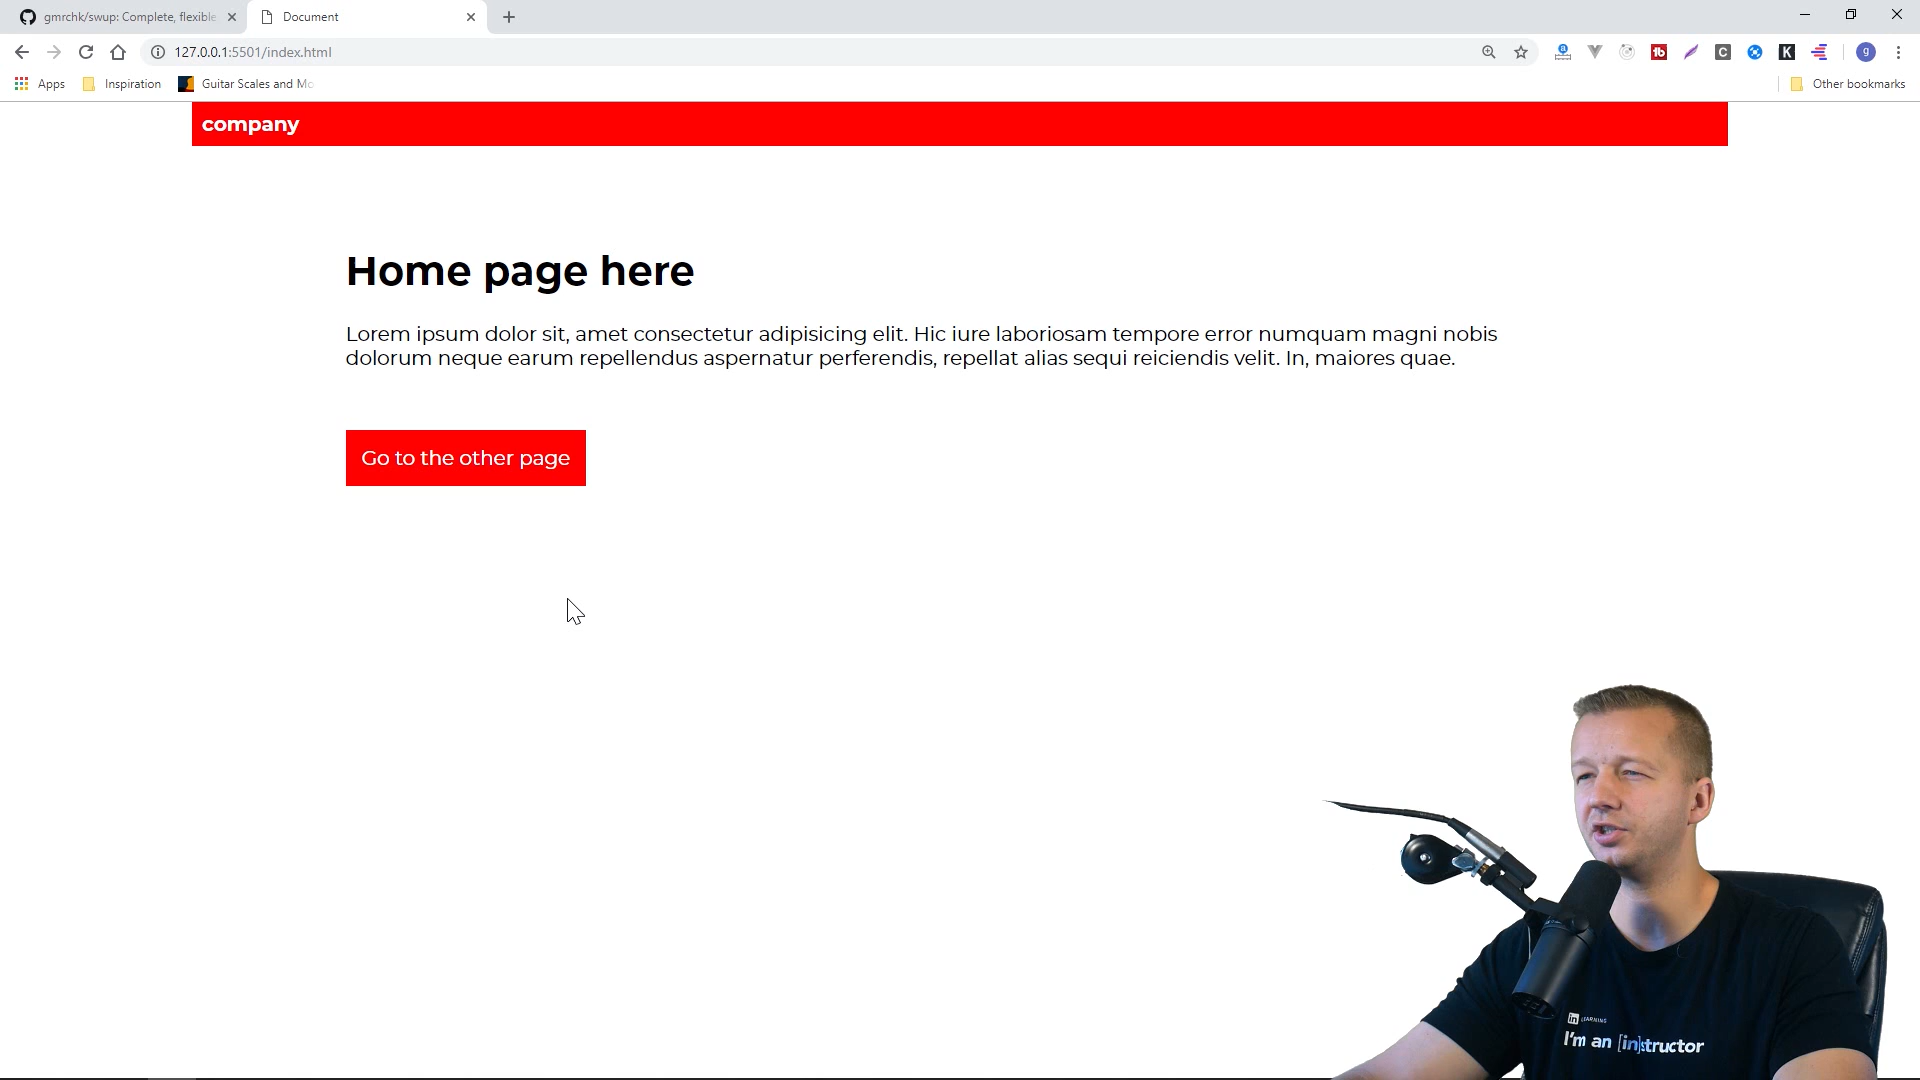 gmrchk/swup: Complete, flexible
Document
127.0.0.1:5501/index.html
g
Apps
Inspiration
Guitar Scales and Mo
Other bookmarks
company
Home page here
Lorem ipsum dolor sit, amet consectetur adipisicing elit. Hic iure laboriosam tempore error numquam magni nobis
dolorum neque earum repellendus aspernatur perferendis, repellat alias sequi reiciendis velit. In, maiores quae.
Go to the other page
in LEARNING
I'm an [in]structor